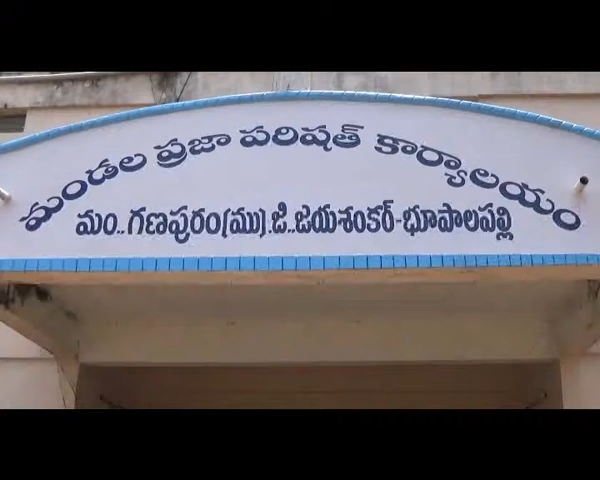 మండల ప్రజా పరిషత్ కార్యాలయం
మం..గణపురం(ము).జి..జయశంకర్-భూపాలపల్లి